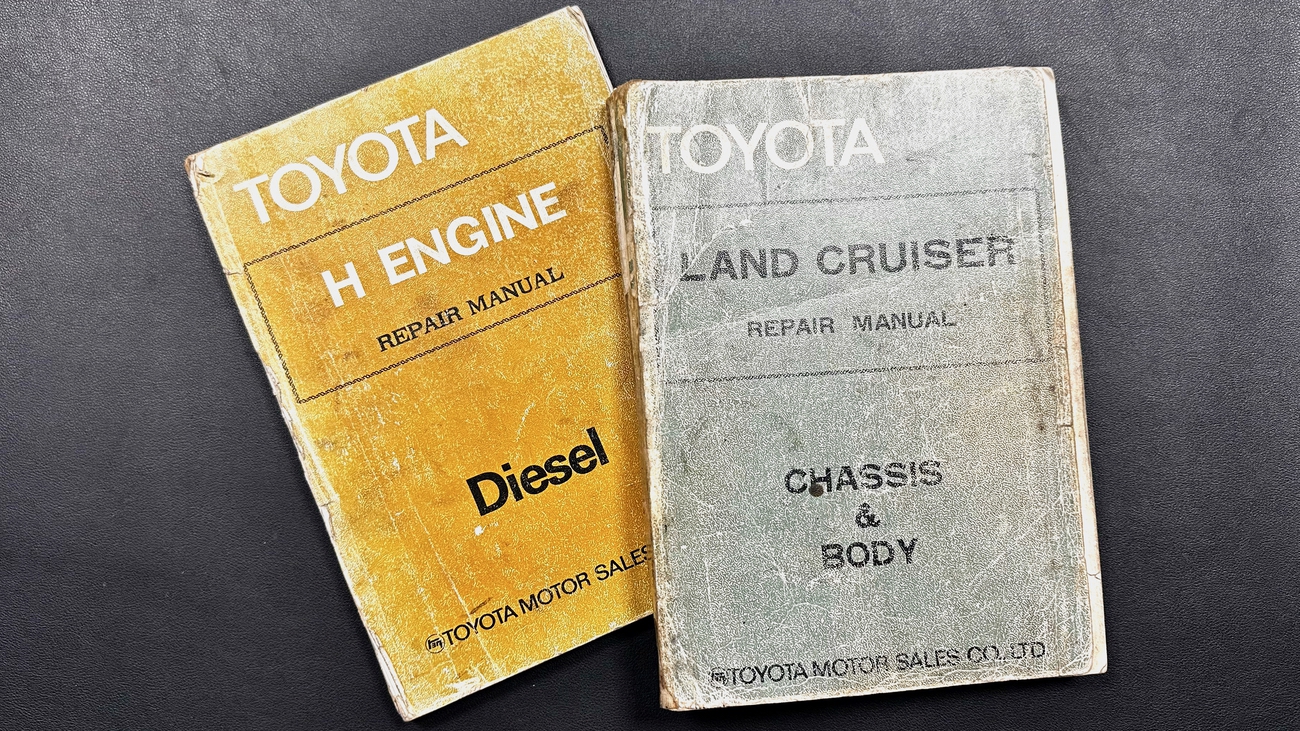 TOYOTA
H ENGINE
REPAIR MANUAL
Diesel
TOYOTA MOTOR SALES
TOYOTA
LAND CRUISER
REPAIR MANUAL
CHASSIS
&
BODY
TOYOTA MOTOR SALES CO., LTD